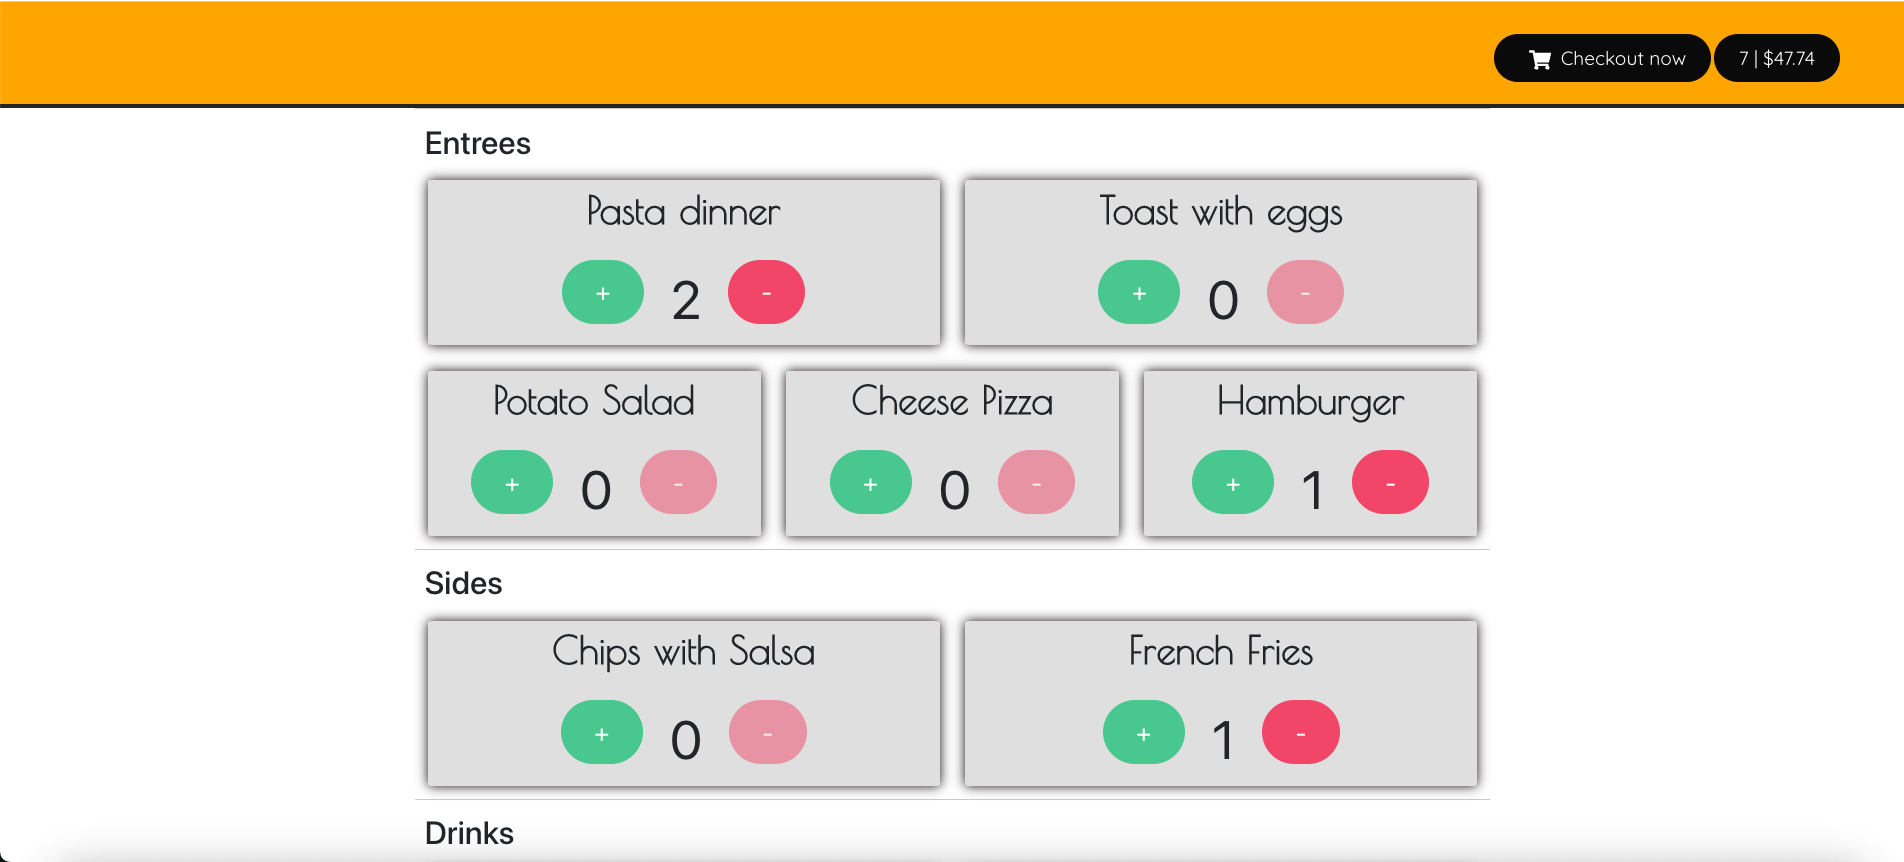 Checkout now 7 | $47.74
Entrees
Pasta dinner
+ 2 -
Toast with eggs
+ 0 -
Potato Salad
+ 0 -
Cheese Pizza
+ 0 -
Hamburger
+ 1 -
Sides
Chips with Salsa
+ 0 -
French Fries
+ 1 -
Drinks